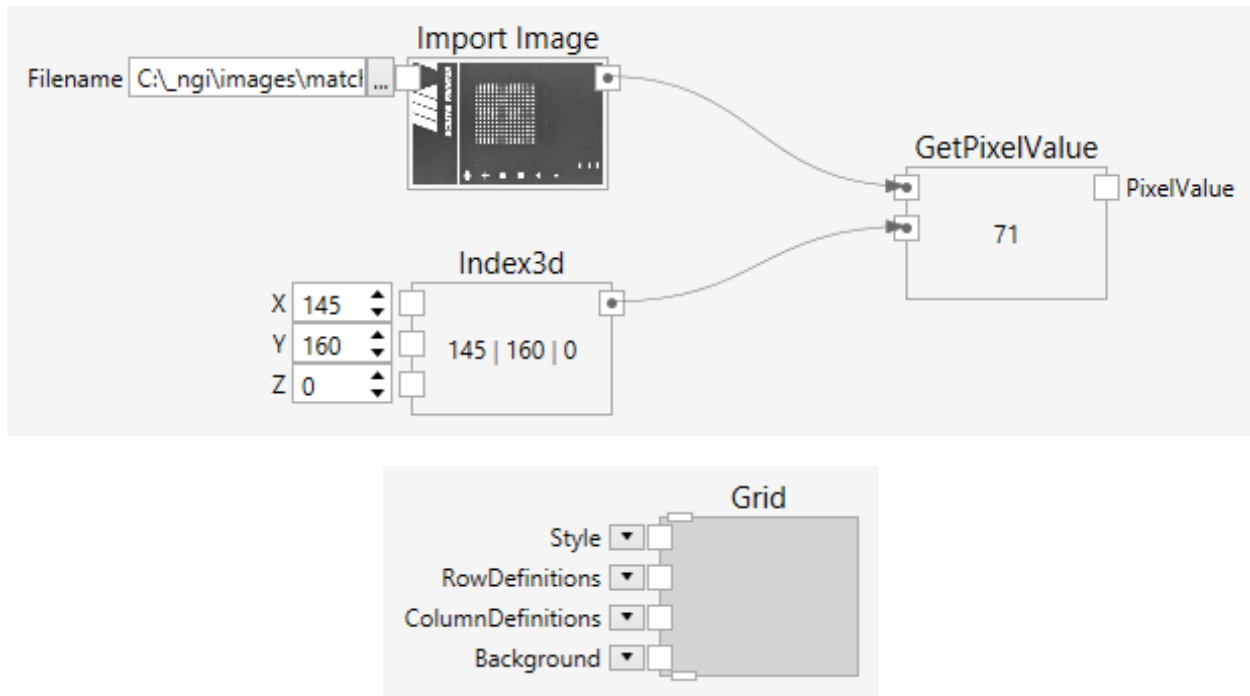 Import Image
Filename C:\_ngi\images\matcl ...
GetPixelValue
PixelValue
71
Index3d
X 145
Y 160
Z 0
145 | 160 | 0
Grid
Style
RowDefinitions
ColumnDefinitions
Background